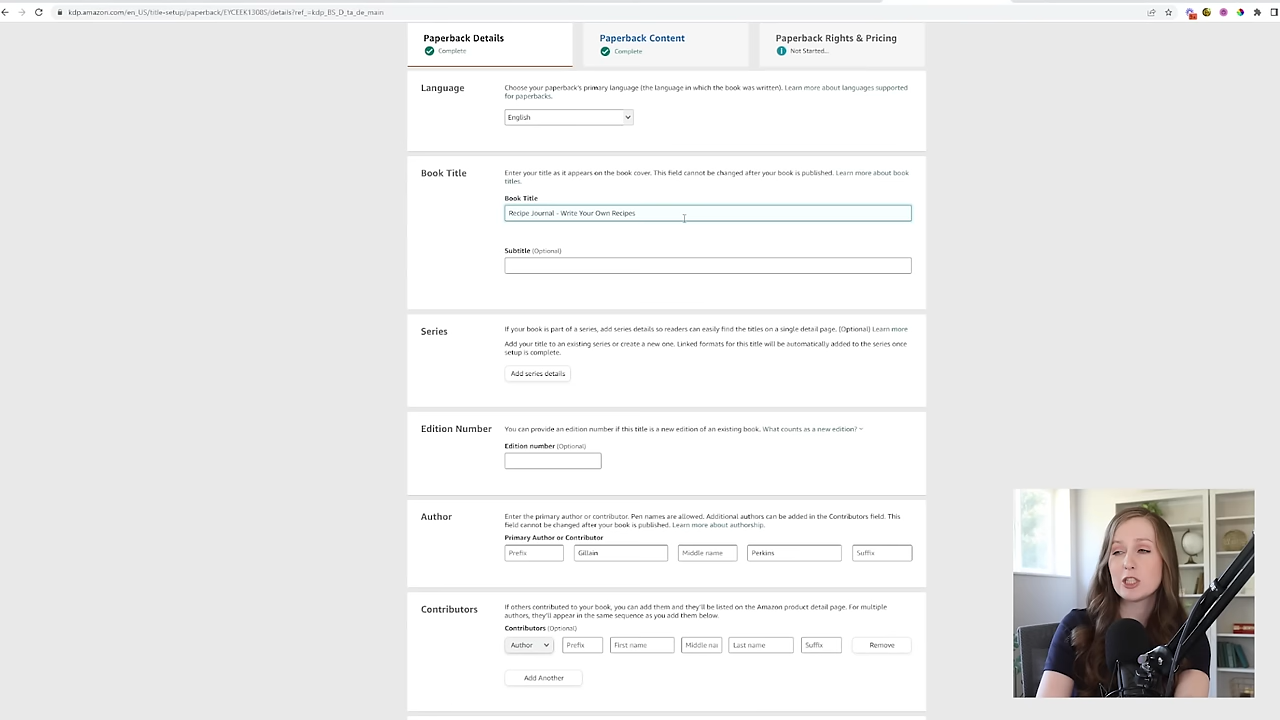 kdp.amazon.com/en_US/title-setup/paperback/EYCEEK1308S/details?ref_=kdp_BS_D_ta_de_main
Paperback Details
Complete
Paperback Content
Complete
Paperback Rights & Pricing
Not Started...
Language
Choose your paperback's primary language (the language in which the book was written). Learn more about languages supported
for paperbacks.
English
Book Title
Enter your title as it appears on the book cover. This field cannot be changed after your book is published. Learn more about book
titles.
Book Title
Recipe Journal - Write Your Own Recipes
Subtitle (Optional)
Series
If your book is part of a series, add series details so readers can easily find the titles on a single detail page. (Optional) Learn more
Add your title to an existing series or create a new one. Linked formats for this title will be automatically added to the series once
setup is complete.
Add series details
Edition Number
You can provide an edition number if this title is a new edition of an existing book. What counts as a new edition?
Edition number (Optional)
Author
Enter the primary author or contributor. Pen names are allowed. Additional authors can be added in the Contributors field. This
field cannot be changed after your book is published. Learn more about authorship.
Primary Author or Contributor
Prefix
Gillain
Middle name
Perkins
Suffix
Contributors
If others contributed to your book, you can add them and they'll be listed on the Amazon product detail page. For multiple
authors, they'll appear in the same sequence as you add them below.
Contributors (Optional)
Author
Prefix
First name
Middle nai
Last name
Suffix
Remove
Add Another